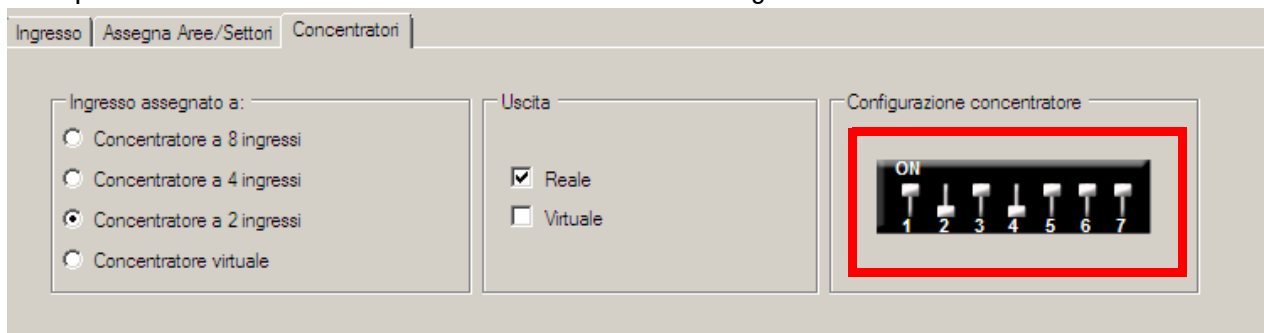 Ingresso Assegna Aree/Settori Concentratori
Ingresso assegnato a:
Concentratore a 8 ingressi
Concentratore a 4 ingressi
Concentratore a 2 ingressi
Concentratore virtuale
Uscita
Reale
Virtuale
Configurazione concentratore
ON
1 2 3 4 5 6 7